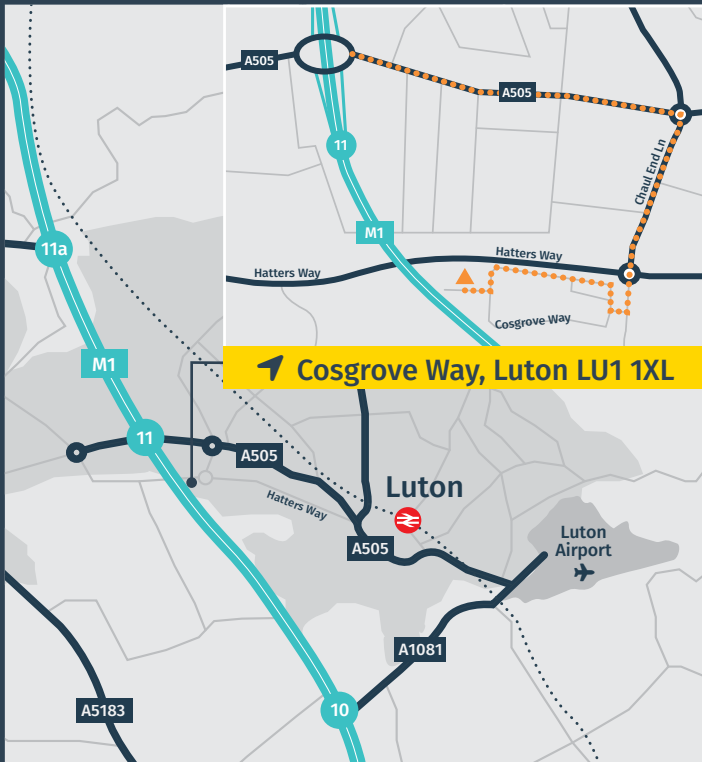 A505
A505
11
Chaul End Ln
M1
Hatters Way
Hatters Way
Cosgrove Way
Cosgrove Way, Luton LU1 1XL
11a
M1
11
A505
Hatters Way
Luton
A505
Luton
Airport
A1081
A5183
10